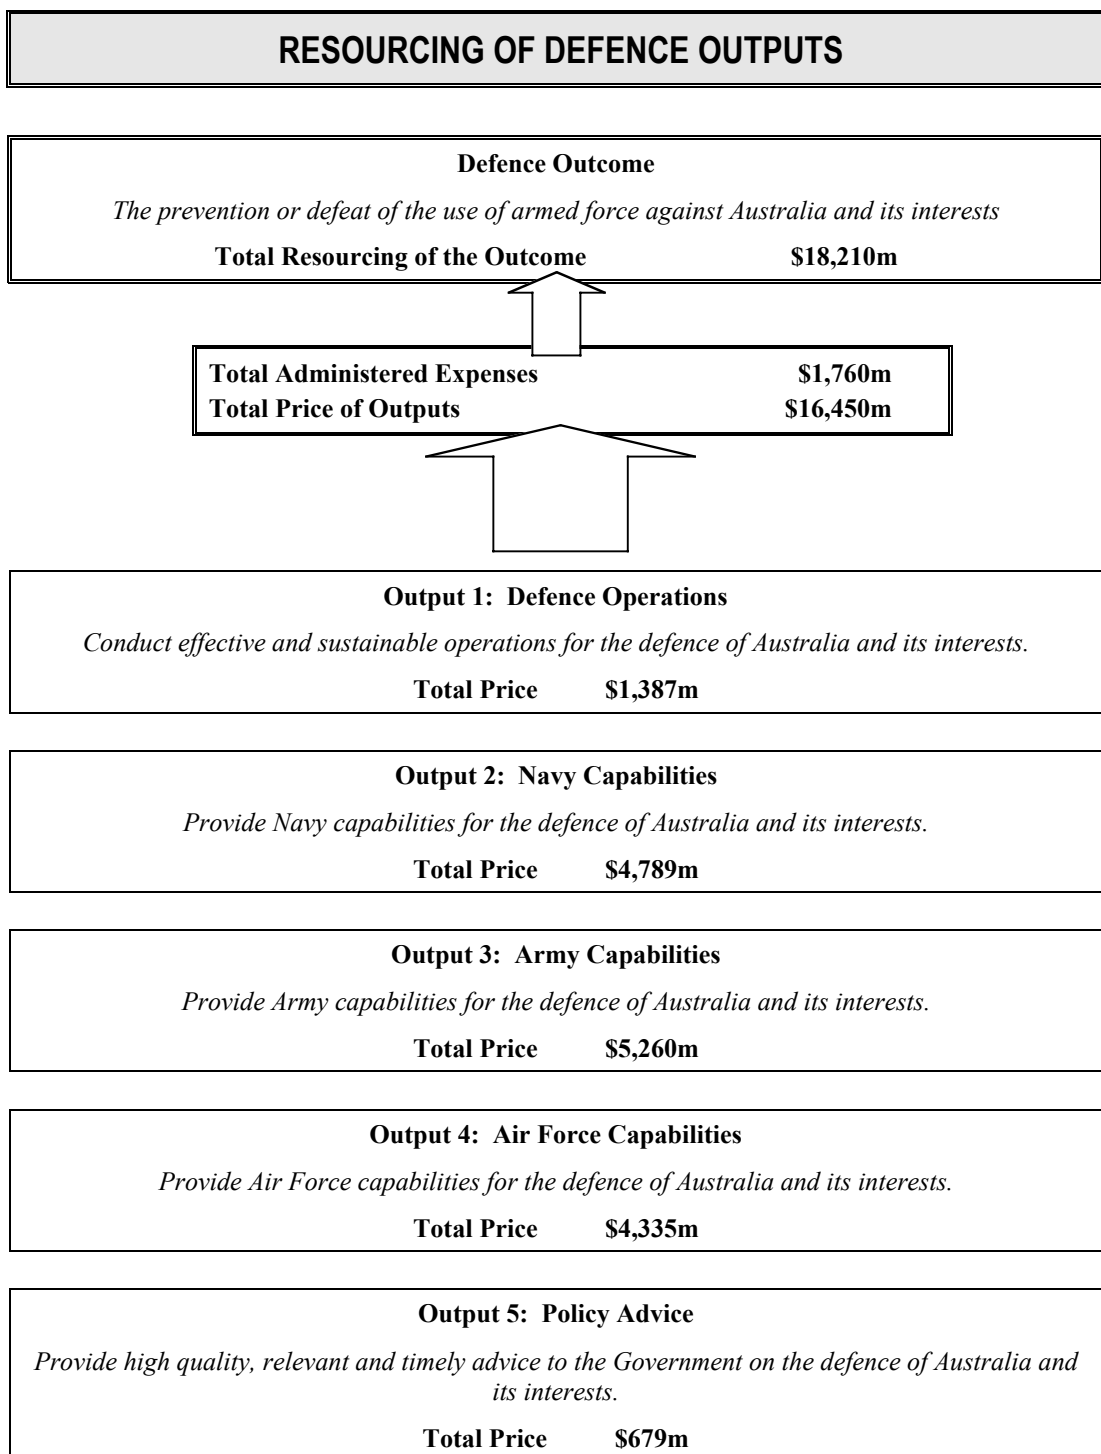 RESOURCING OF DEFENCE OUTPUTS
Defence Outcome
The prevention or defeat of the use of armed force against Australia and its interests
Total Resourcing of the Outcome $18,210m
Total Administered Expenses $1,760m
Total Price of Outputs $16,450m
Output 1: Defence Operations
Conduct effective and sustainable operations for the defence of Australia and its interests.
Total Price $1,387m
Output 2: Navy Capabilities
Provide Navy capabilities for the defence of Australia and its interests.
Total Price $4,789m
Output 3: Army Capabilities
Provide Army capabilities for the defence of Australia and its interests.
Total Price $5,260m
Output 4: Air Force Capabilities
Provide Air Force capabilities for the defence of Australia and its interests.
Total Price $4,335m
Output 5: Policy Advice
Provide high quality, relevant and timely advice to the Government on the defence of Australia and
its interests.
Total Price $679m